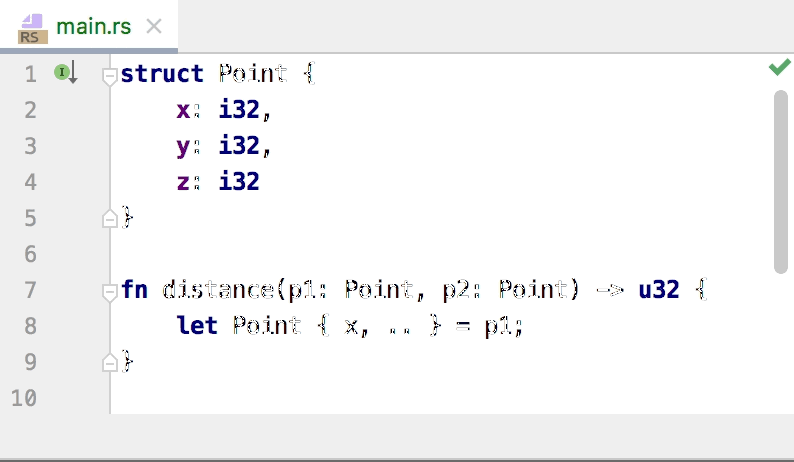 main.rs
RS
1 struct Point {
2     x: i32,
3     y: i32,
4     z: i32
5 }
6
7 fn distance(p1: Point, p2: Point) -> u32 {
8     let Point { x, .. } = p1;
9 }
10